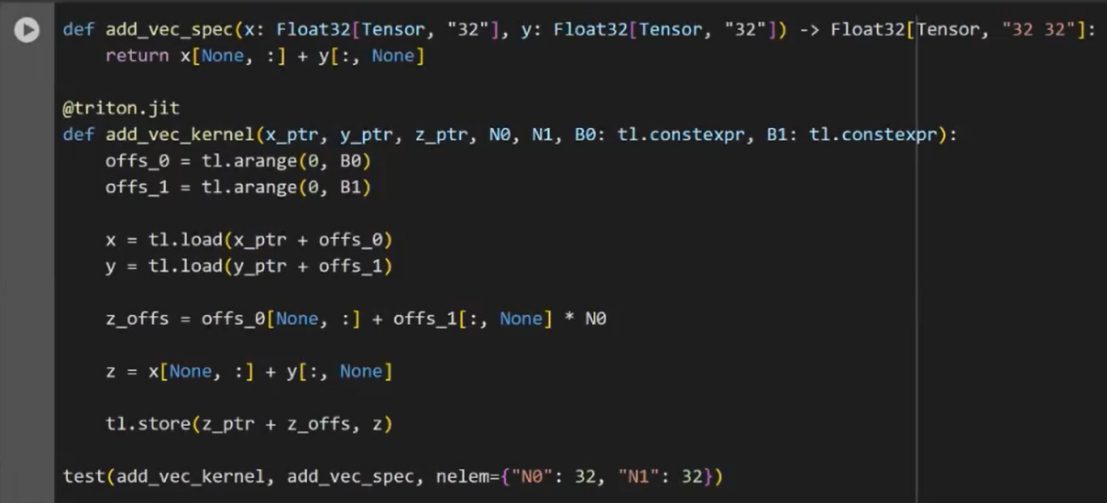 def add_vec_spec(x: Float32[Tensor, "32"], y: Float32[Tensor, "32"]) -> Float32[Tensor, "32 32"]:
    return x[None, :] + y[:, None]

@triton.jit
def add_vec_kernel(x_ptr, y_ptr, z_ptr, N0, N1, B0: tl.constexpr, B1: tl.constexpr):
    offs_0 = tl.arange(0, B0)
    offs_1 = tl.arange(0, B1)

    x = tl.load(x_ptr + offs_0)
    y = tl.load(y_ptr + offs_1)

    z_offs = offs_0[None, :] + offs_1[:, None] * N0

    z = x[None, :] + y[:, None]

    tl.store(z_ptr + z_offs, z)

test(add_vec_kernel, add_vec_spec, nelem={"N0": 32, "N1": 32})